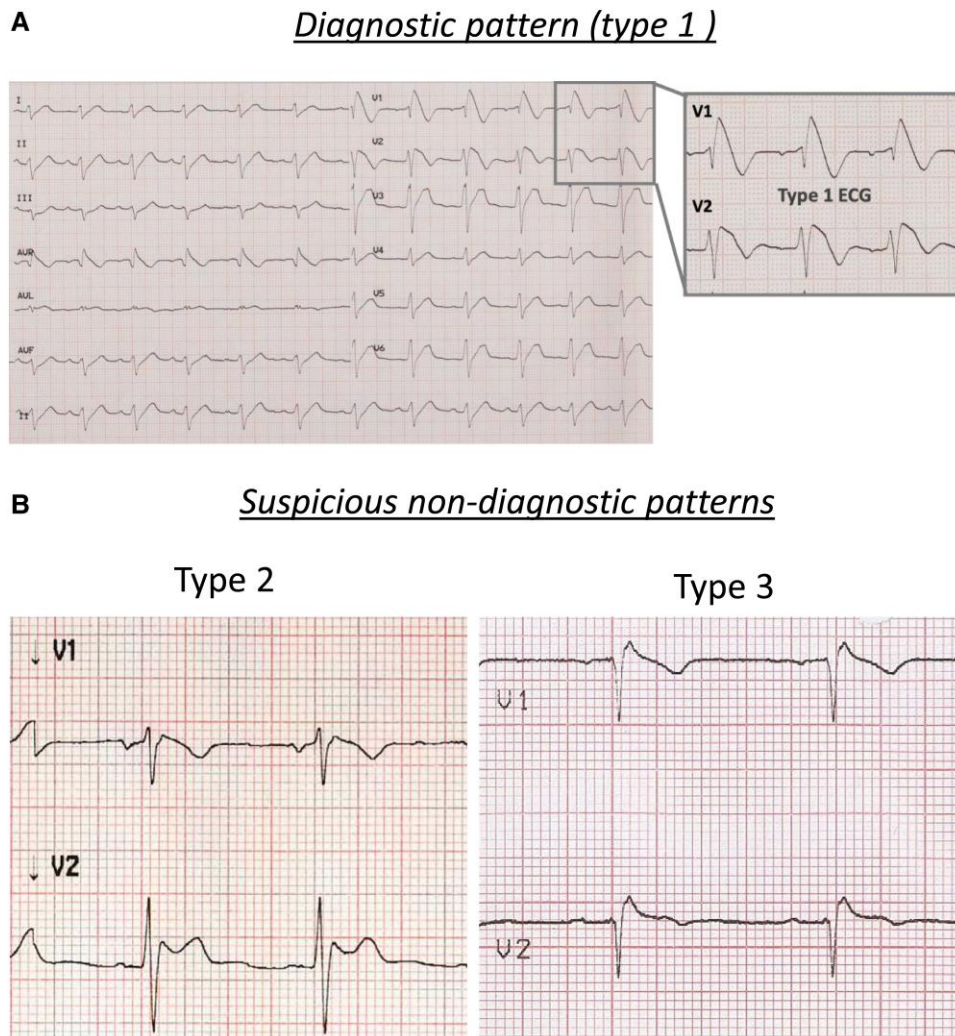 A
Diagnostic pattern (type 1 )
I
II
III
AVR
AVL
AVF
II
V1
V2
V3
V4
V5
V6
V1
Type 1 ECG
V2
B
Suspicious non-diagnostic patterns
Type 2
Type 3
↓ V1
↓ V2
V1
V2